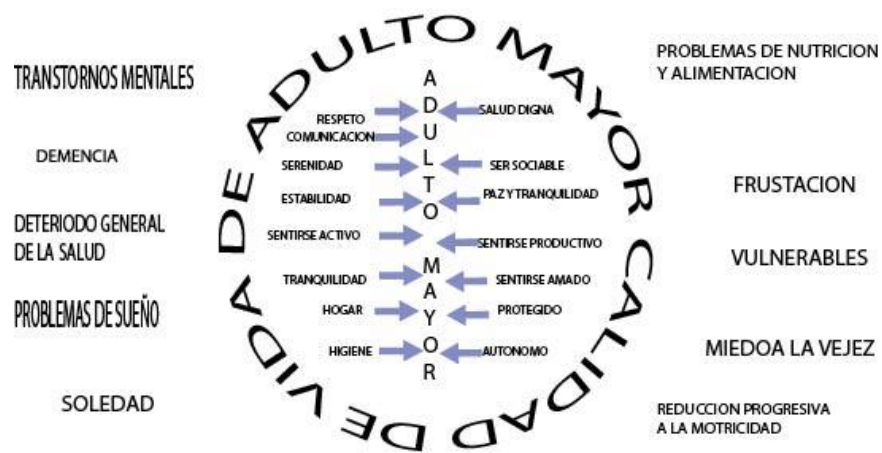 CALIDAD DE VIDA DE ADULTO MAYOR
TRANSTORNOS MENTALES
DEMENCIA
DETERIODO GENERAL
DE LA SALUD
PROBLEMAS DE SUEÑO
SOLEDAD
RESPETO
COMUNICACION
SERENIDAD
ESTABILIDAD
SENTIRSE ACTIVO
TRANQUILIDAD
HOGAR
HIGIENE
ADULTO MAYOR
SALUD DIGNA
SER SOCIABLE
PAZ Y TRANQUILIDAD
SENTIRSE PRODUCTIVO
SENTIRSE AMADO
PROTEGIDO
AUTONOMO
PROBLEMAS DE NUTRICION
Y ALIMENTACION
FRUSTACION
VULNERABLES
MIEDOA LA VEJEZ
REDUCCION PROGRESIVA
A LA MOTRICIDAD